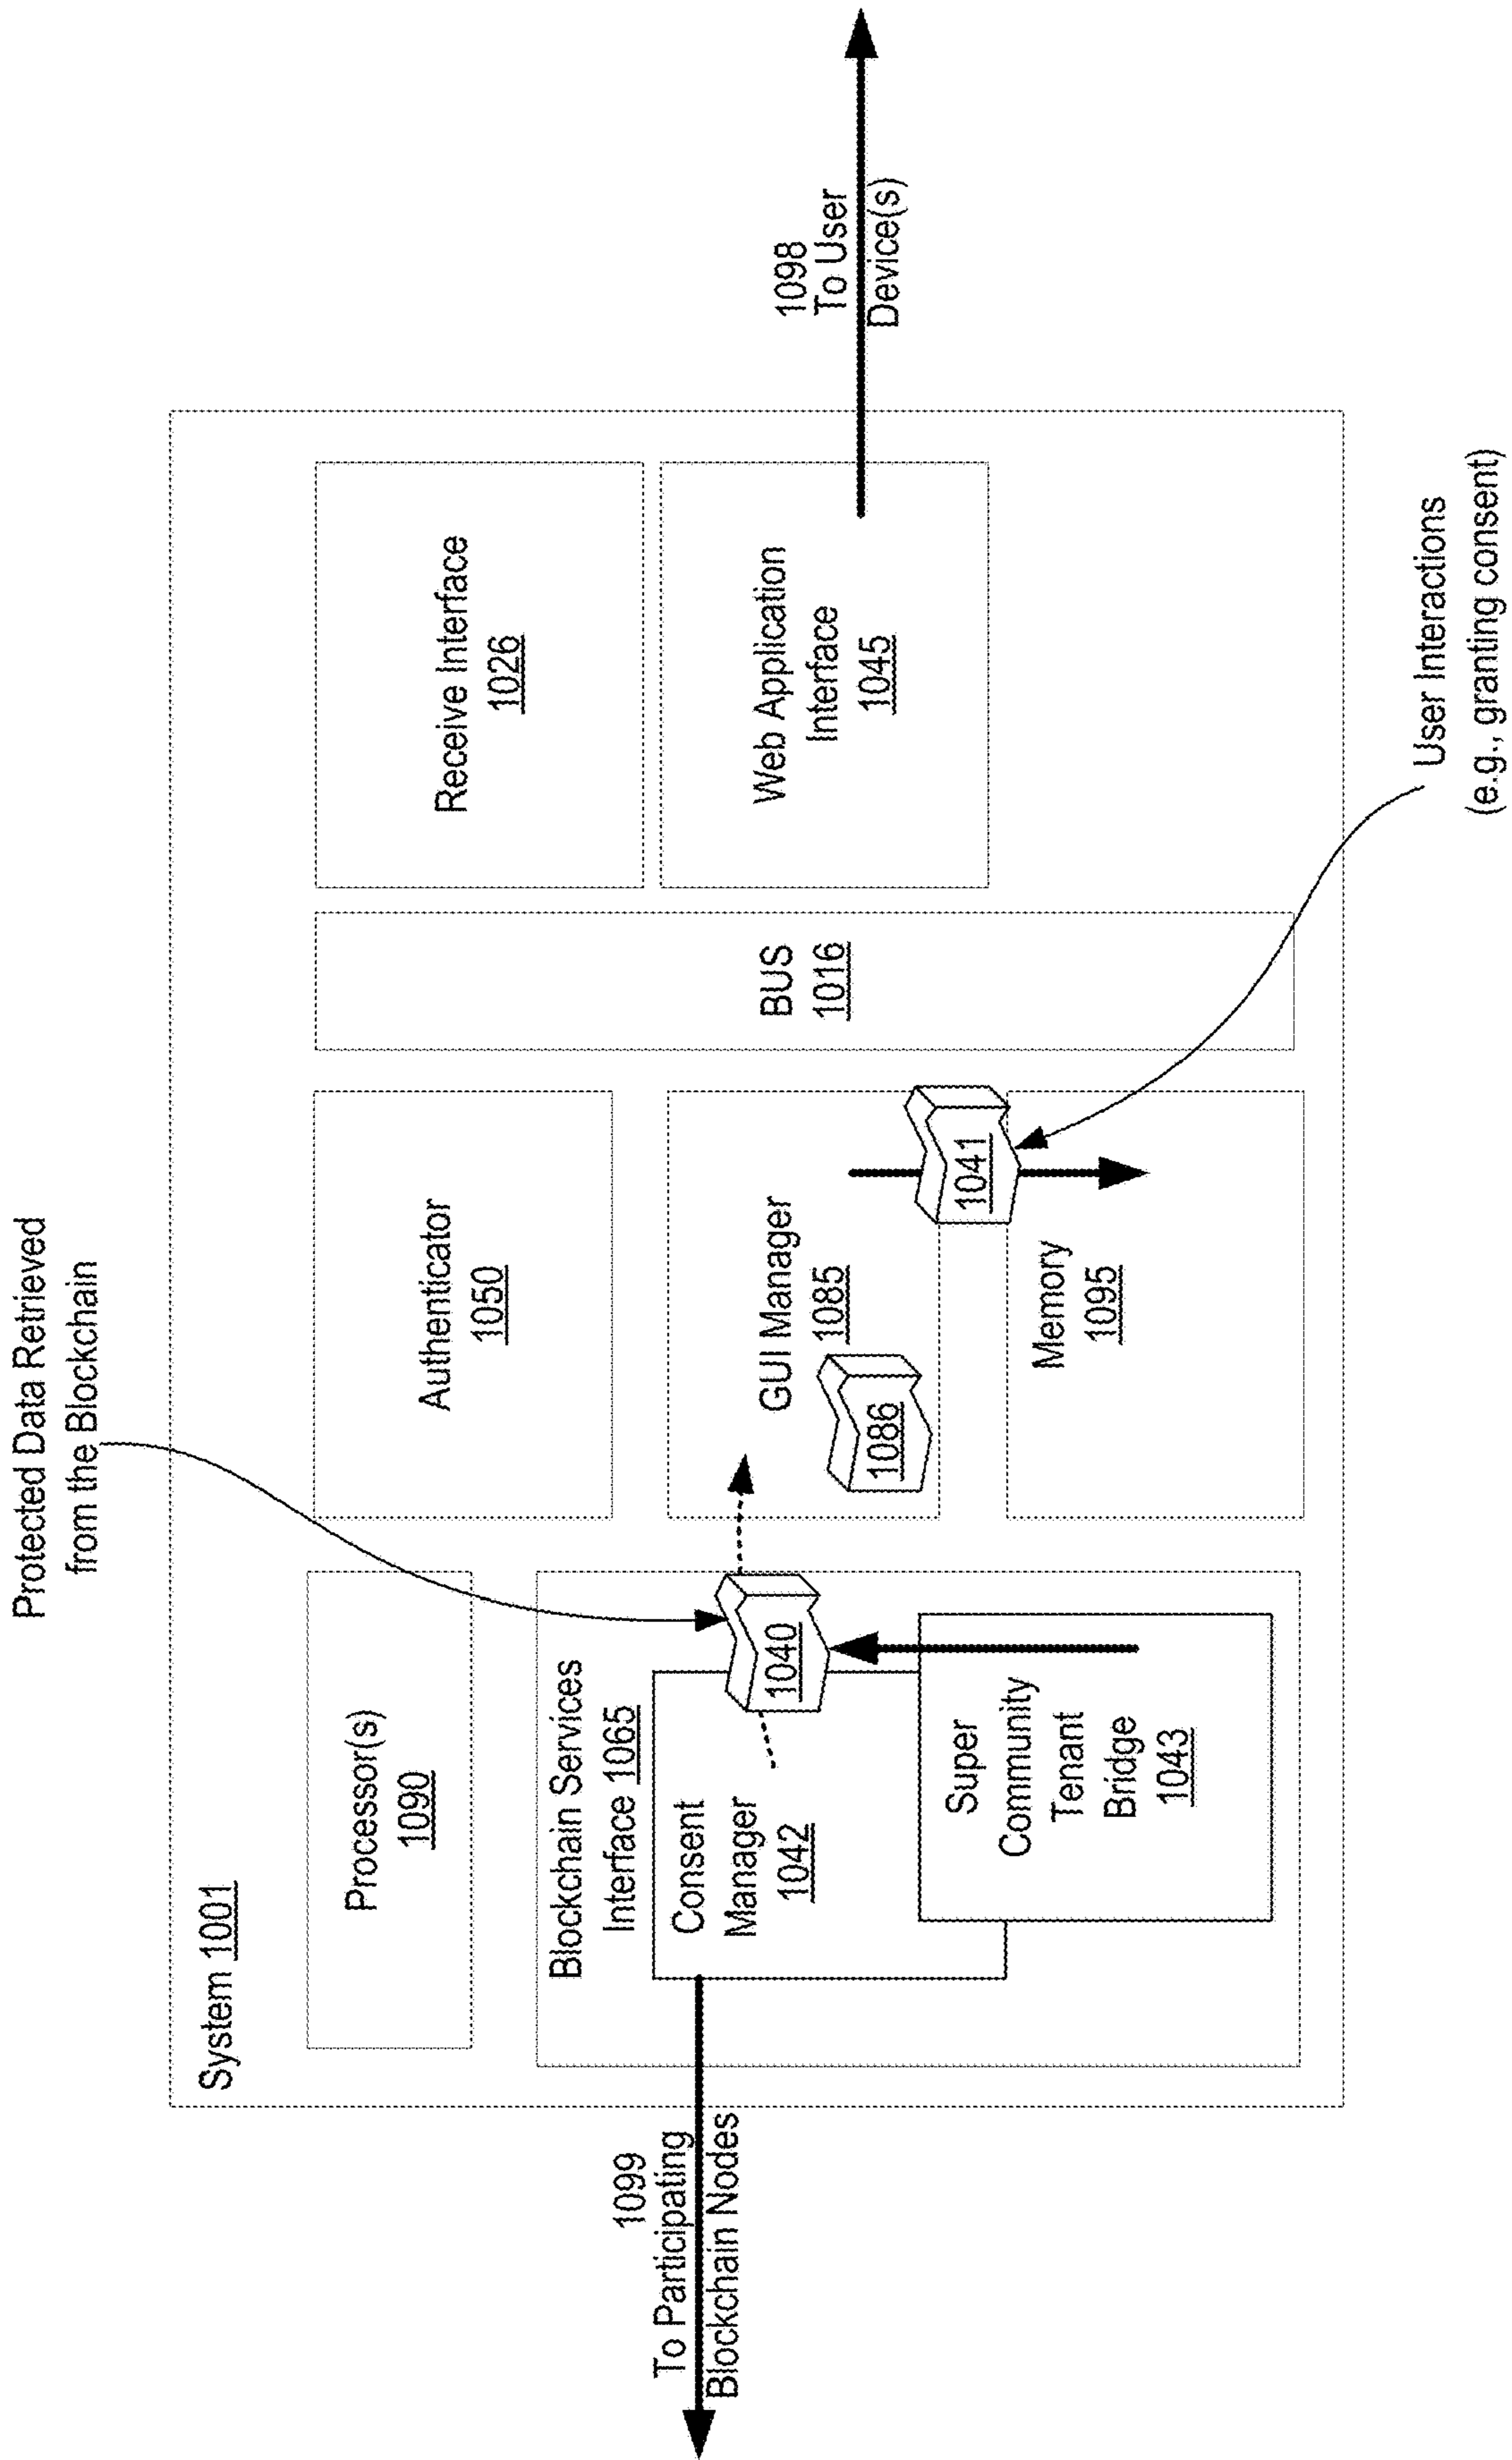 System 1001
Processor(s)
1090
Blockchain Services
Interface 1065
Consent
Manager
1042
Super
Community
Tenant
Bridge
1043
1040
Protected Data Retrieved
from the Blockchain
Authenticator
1050
GUI Manager
1085
1086
1041
Memory
1095
BUS
1016
Receive Interface
1026
Web Application
Interface
1045
1099
To Participating
Blockchain Nodes
1098
To User
Device(s)
User Interactions
(e.g., granting consent)